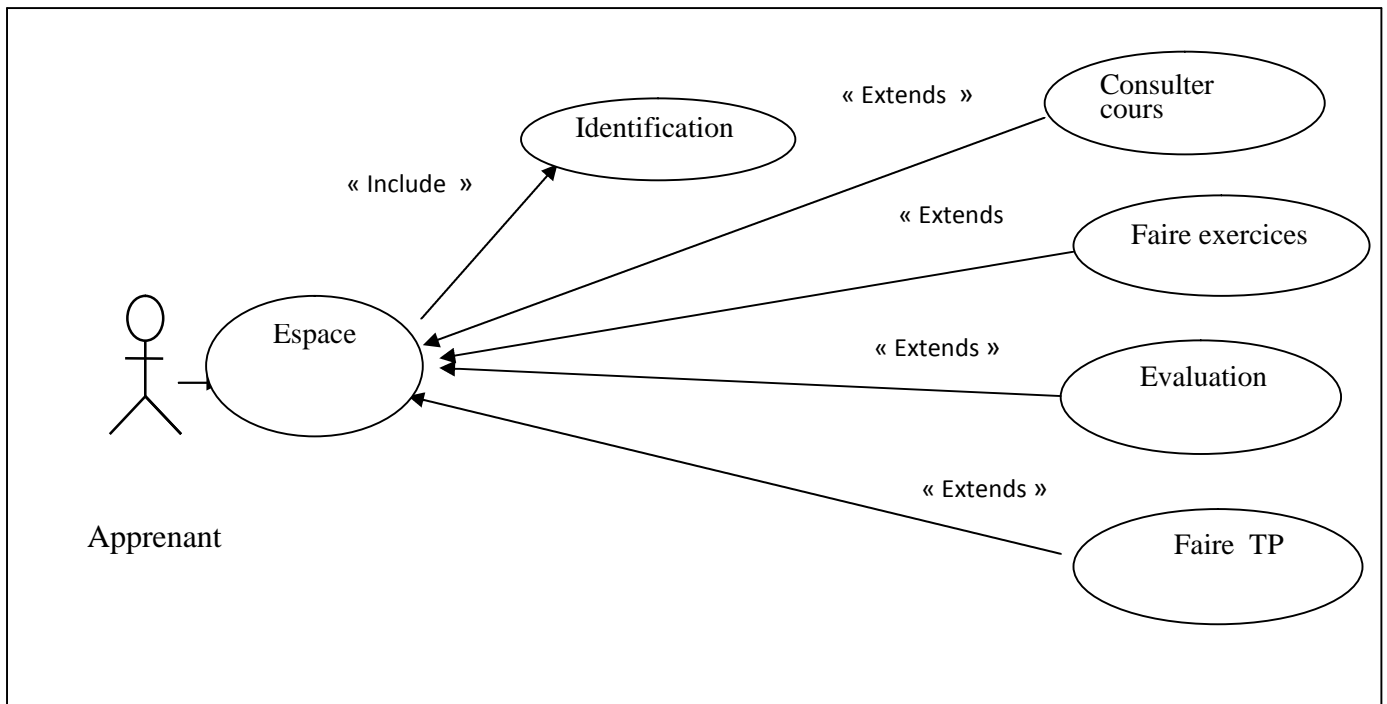 Consulter
cours
« Extends »
Identification
« Include »
« Extends
Faire exercices
Espace
« Extends »
Evaluation
« Extends »
Faire TP
Apprenant